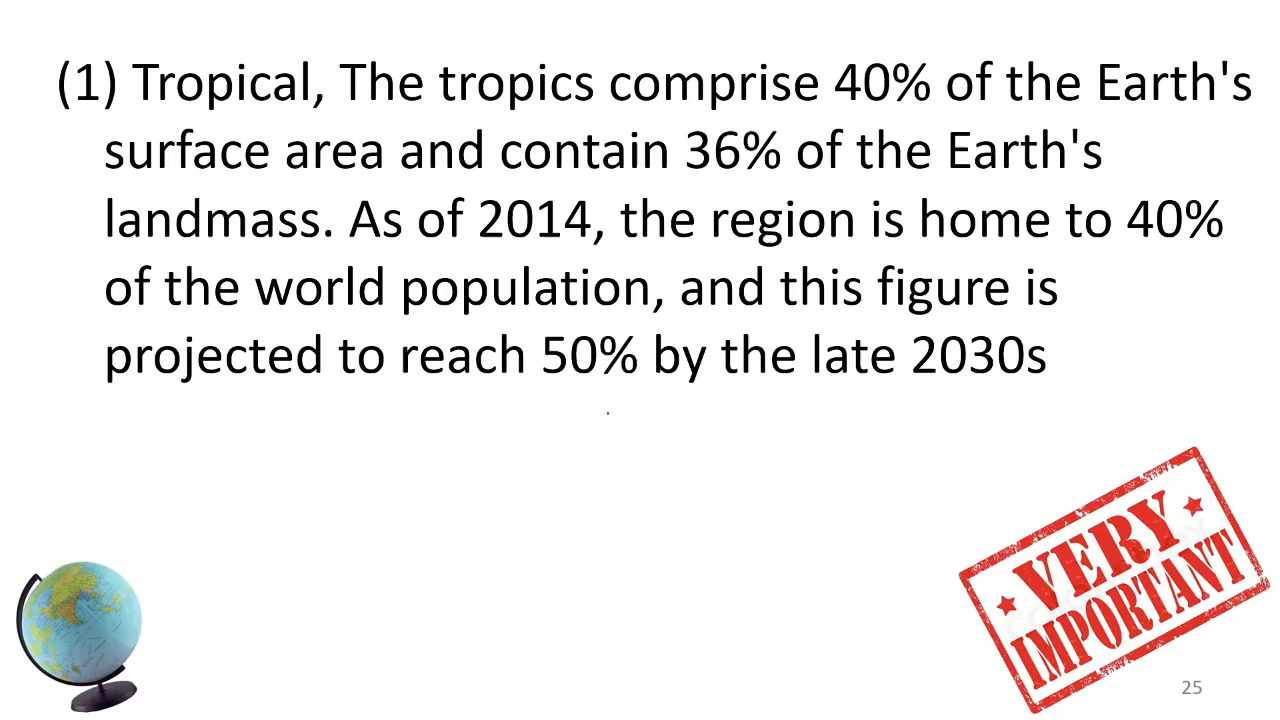 (1) Tropical, The tropics comprise 40% of the Earth's
surface area and contain 36% of the Earth's
landmass. As of 2014, the region is home to 40%
of the world population, and this figure is
projected to reach 50% by the late 2030s
VERY
IMPORTANT
25